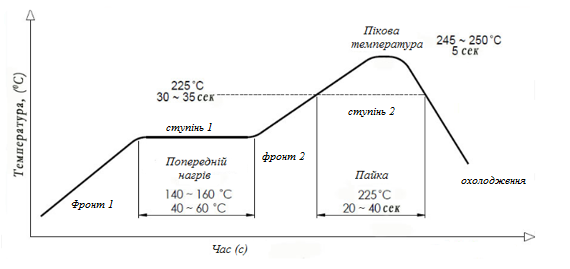 Температура, (°C)
Пікова
температура
245 ~ 250°C
5 сек
225°C
30 ~ 35 сек
ступінь 1
ступінь 2
фронт 2
Попередній
нагрів
140 ~ 160 °C
40 ~ 60 °C
Пайка
225°C
20 ~ 40 сек
охолодження
Фронт 1
Час (с)